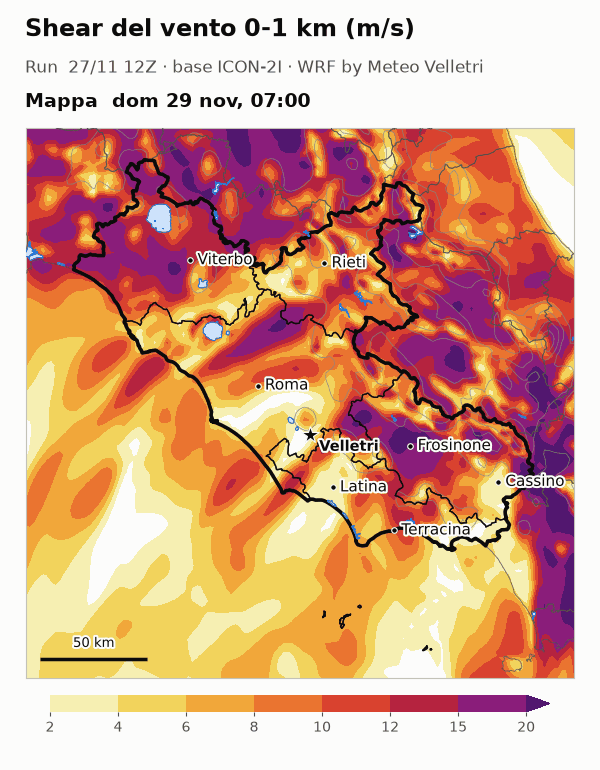 Shear del vento 0-1 km (m/s)
Run  27/11 12Z · base ICON-2I · WRF by Meteo Velletri
Mappa  dom 29 nov, 07:00
Viterbo
Rieti
Roma
Velletri
Frosinone
Latina
Cassino
Terracina
50 km
2 4 6 8 10 12 15 20